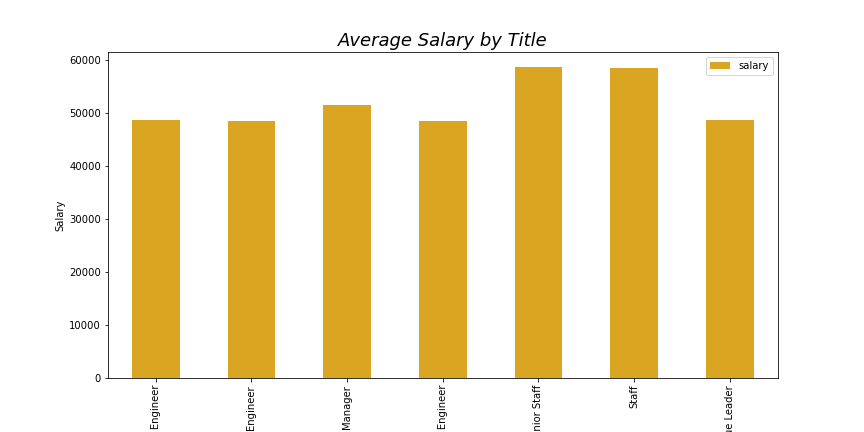 Average Salary by Title
salary
60000
50000
40000
30000
20000
10000
0
Salary
Engineer
Engineer
Manager
Engineer
nior Staff
Staff
ue Leader